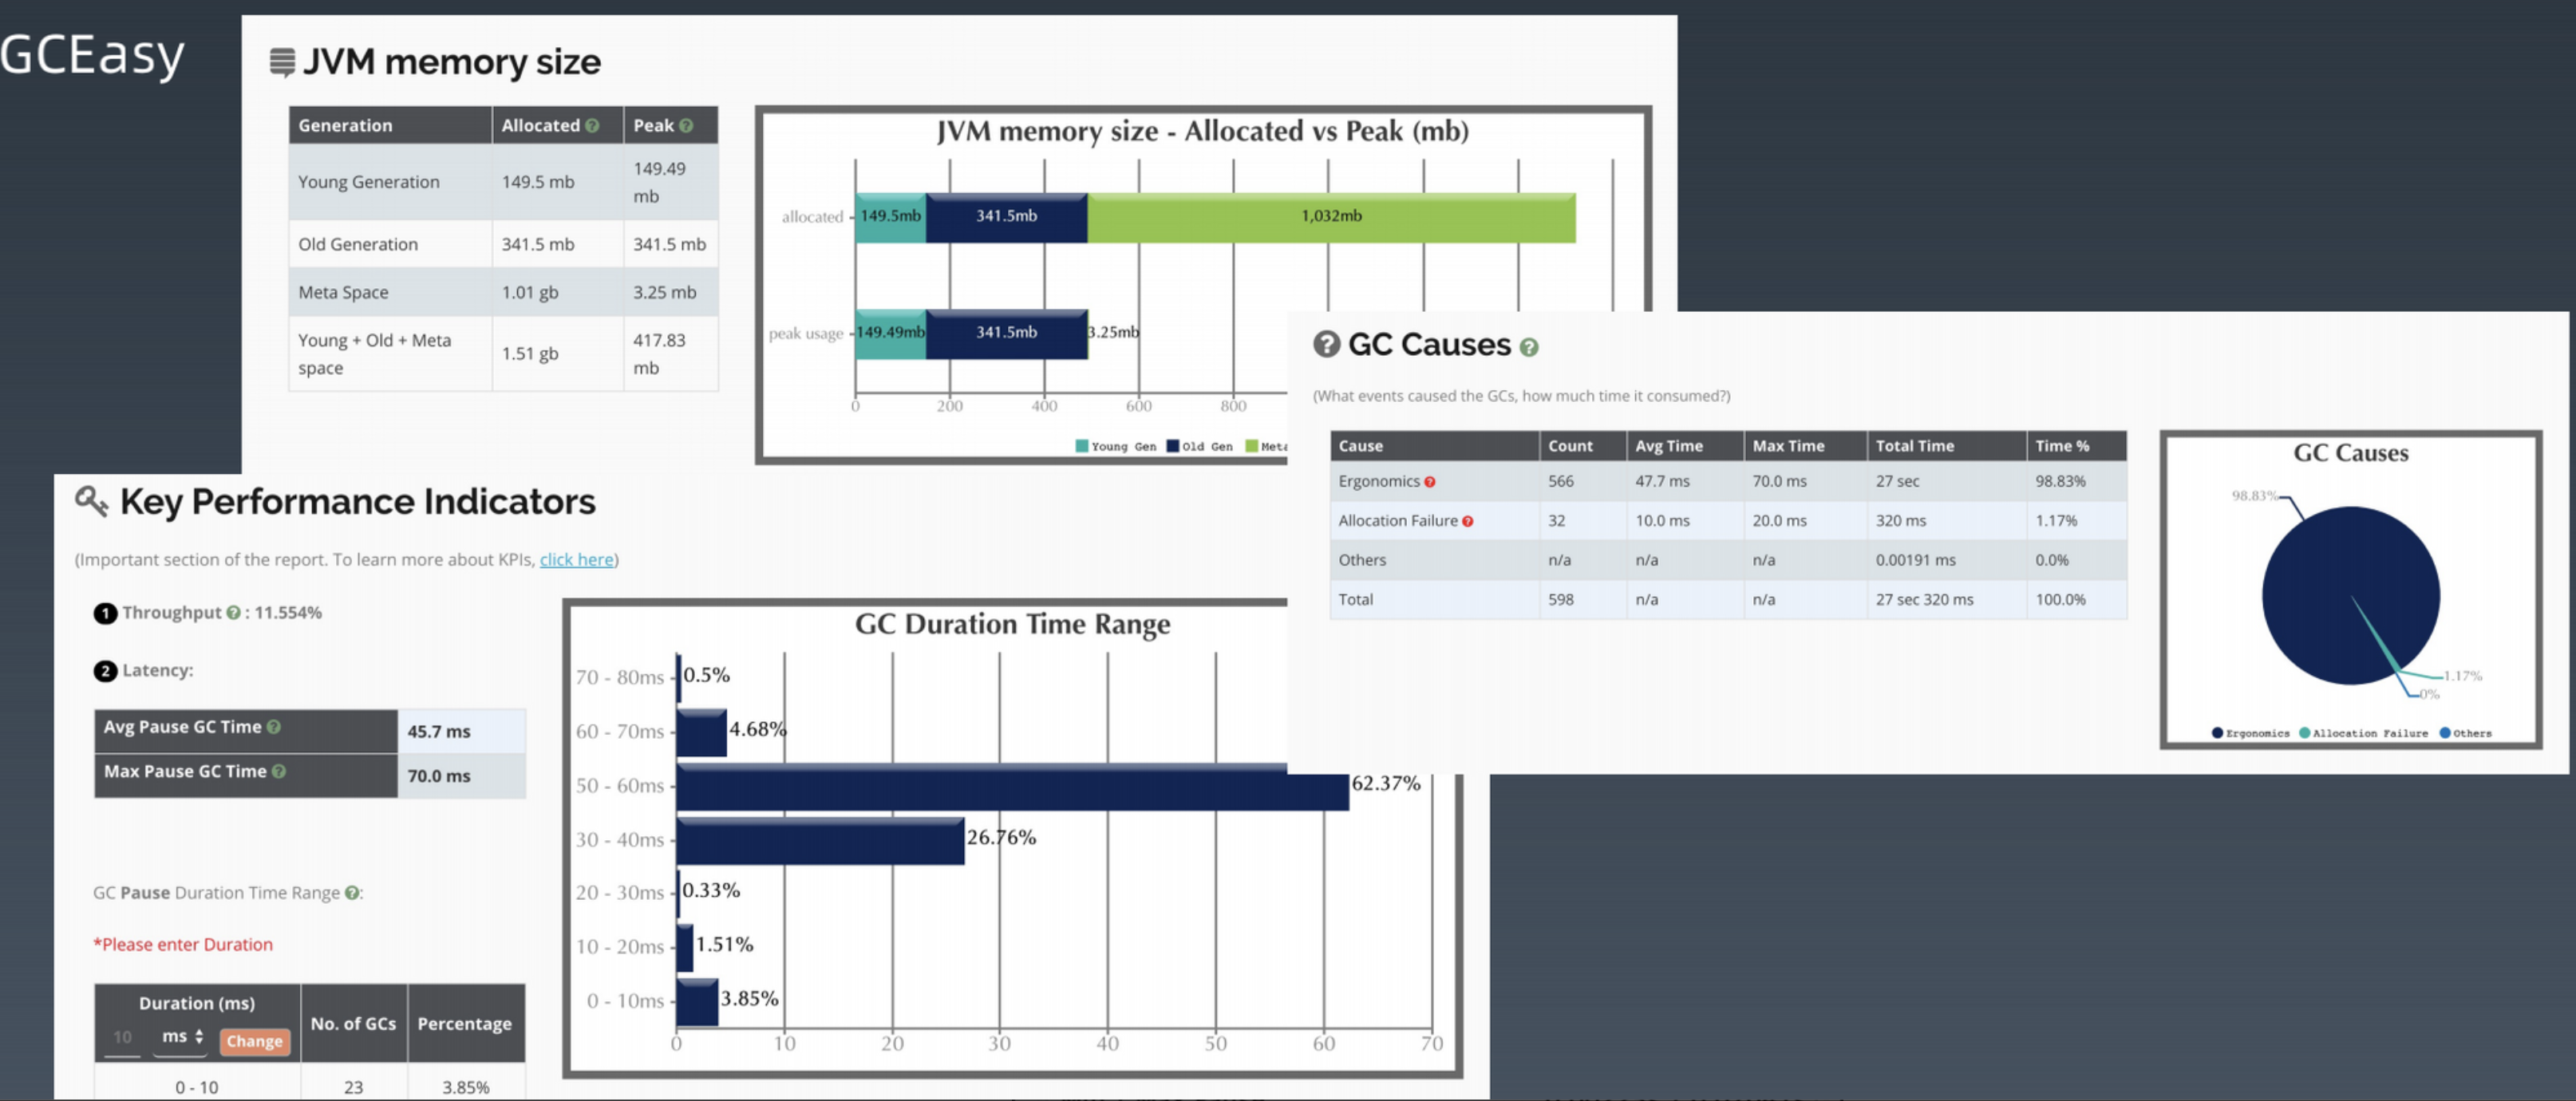 GCEasy
JVM memory size
Generation Allocated Peak
Young Generation 149.5 mb 149.49 mb
Old Generation 341.5 mb 341.5 mb
Meta Space 1.01 gb 3.25 mb
Young + Old + Meta space 1.51 gb 417.83 mb
JVM memory size - Allocated vs Peak (mb)
allocated 149.5mb 341.5mb 1,032mb
peak usage 149.49mb 341.5mb 3.25mb
0 200 400 600 800
Young Gen Old Gen Meta
GC Causes
(What events caused the GCs, how much time it consumed?)
Cause Count Avg Time Max Time Total Time Time %
Ergonomics 566 47.7 ms 70.0 ms 27 sec 98.83%
Allocation Failure 32 10.0 ms 20.0 ms 320 ms 1.17%
Others n/a n/a n/a 0.00191 ms 0.0%
Total 598 n/a n/a 27 sec 320 ms 100.0%
GC Causes
98.83%
1.17%
0%
Ergonomics Allocation Failure Others
Key Performance Indicators
(Important section of the report. To learn more about KPIs, click here)
1 Throughput : 11.554%
2 Latency:
Avg Pause GC Time 45.7 ms
Max Pause GC Time 70.0 ms
GC Pause Duration Time Range :
*Please enter Duration
Duration (ms) No. of GCs Percentage
10 ms Change
0 - 10 23 3.85%
GC Duration Time Range
70 - 80ms 0.5%
60 - 70ms 4.68%
50 - 60ms 62.37%
30 - 40ms 26.76%
20 - 30ms 0.33%
10 - 20ms 1.51%
0 - 10ms 3.85%
0 10 20 30 40 50 60 70